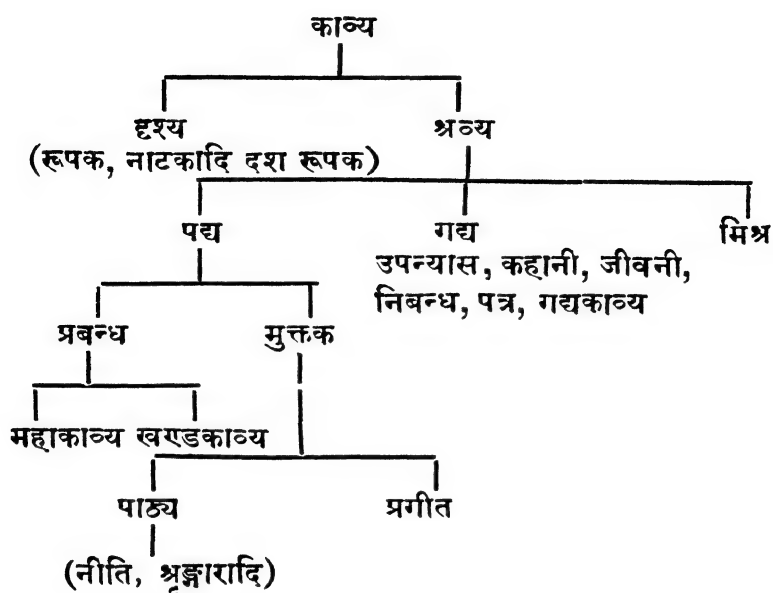 काव्य
दृश्य श्रव्य
(रूपक, नाटकादि दश रूपक)
पद्य गद्य मिश्र
उपन्यास, कहानी, जीवनी,
निबन्ध, पत्र, गद्यकाव्य
प्रबन्ध मुक्तक
महाकाव्य खण्डकाव्य
पाठ्य प्रगीत
(नीति, श्रृङ्गारादि)